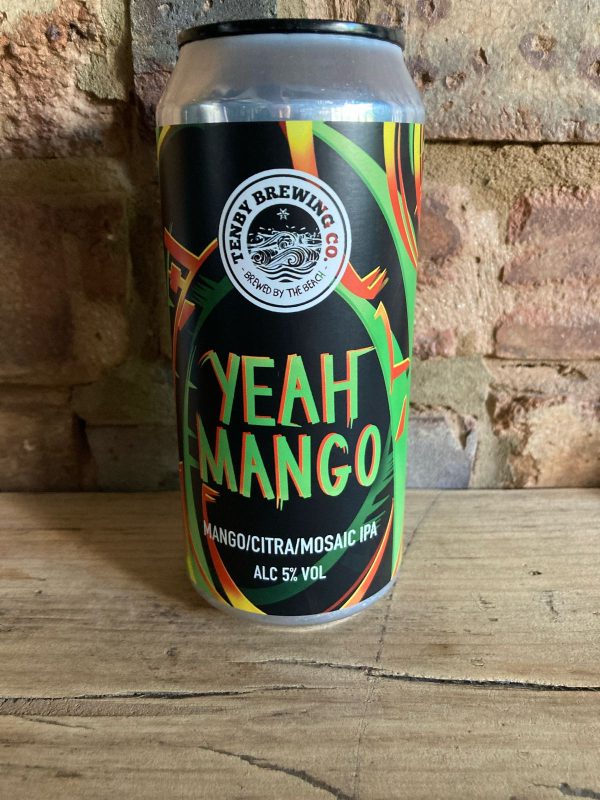 TENBY BREWING CO.
- BREWED BY THE BEACH -
YEAH
MANGO
MANGO/CITRA/MOSAIC IPA
ALC 5% VOL